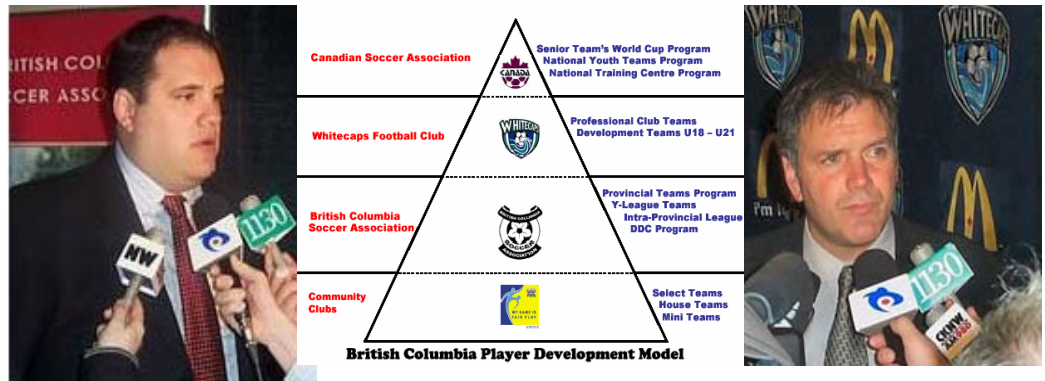 RITISH COLU
CCER ASSO
NW
1130
Canadian Soccer Association
CANADA
Senior Team's World Cup Program
National Youth Teams Program
National Training Centre Program
Whitecaps Football Club
WHITECAPS
Professional Club Teams
Development Teams U18 – U21
British Columbia
Soccer Association
BRITISH COLUMBIA
SOCCER
ASSOCIATION
Provincial Teams Program
Y-League Teams
Intra-Provincial League
DDC Program
Community
Clubs
MY GAME IS
FAIR PLAY
Select Teams
House Teams
Mini Teams
British Columbia Player Development Model
WHITECAPS
1130
CKNW